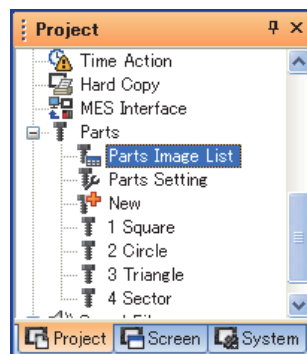 Project
Time Action
Hard Copy
MES Interface
Parts
Parts Image List
Parts Setting
New
1 Square
2 Circle
3 Triangle
4 Sector
Project Screen System